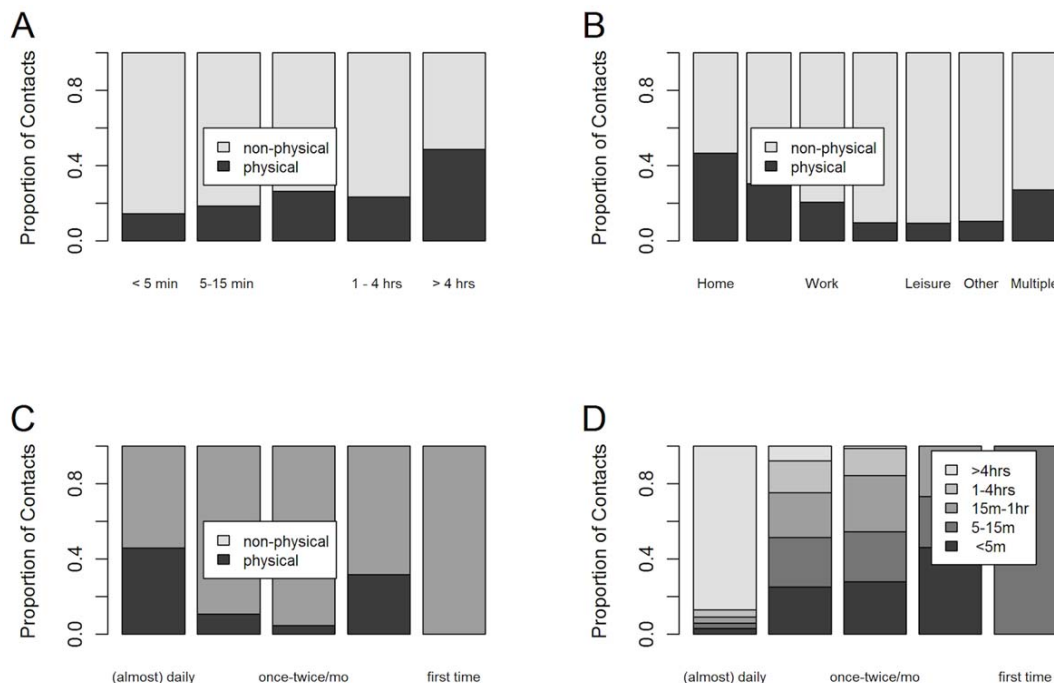 A
Proportion of Contacts
0.8
0.4
0.0
non-physical
physical
< 5 min 5-15 min 1 - 4 hrs > 4 hrs
B
Proportion of Contacts
0.8
0.4
0.0
non-physical
physical
Home Work Leisure Other Multiple
C
Proportion of Contacts
0.8
0.4
0.0
non-physical
physical
(almost) daily once-twice/mo first time
D
Proportion of Contacts
0.8
0.4
0.0
>4hrs
1-4hrs
15m-1hr
5-15m
<5m
(almost) daily once-twice/mo first time